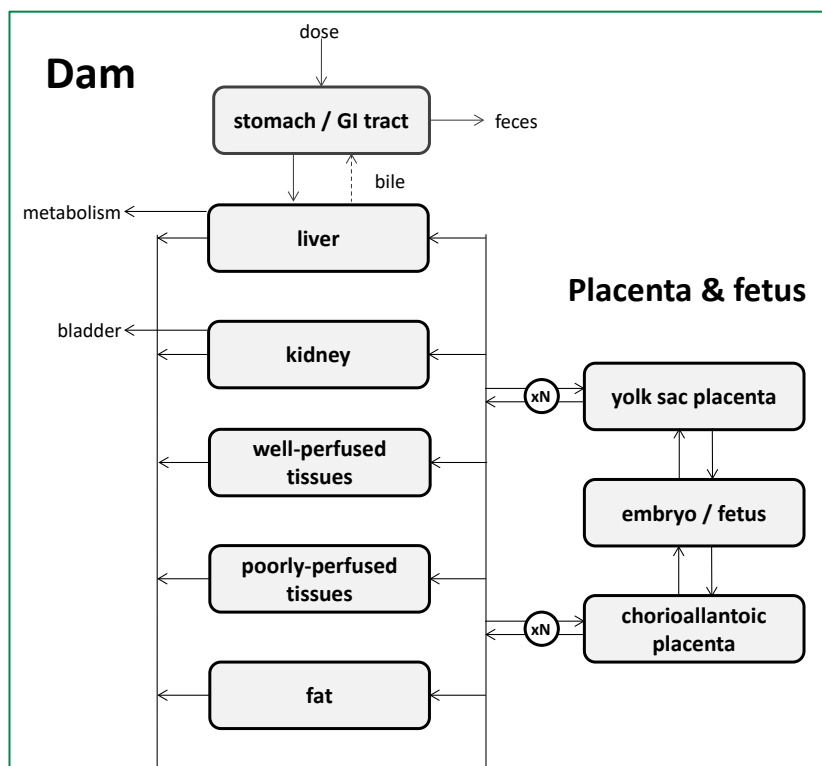 dose
Dam
stomach / GI tract
feces
bile
metabolism
liver
Placenta & fetus
bladder
kidney
xN
yolk sac placenta
well-perfused
tissues
embryo / fetus
poorly-perfused
tissues
xN
chorioallantoic
placenta
fat